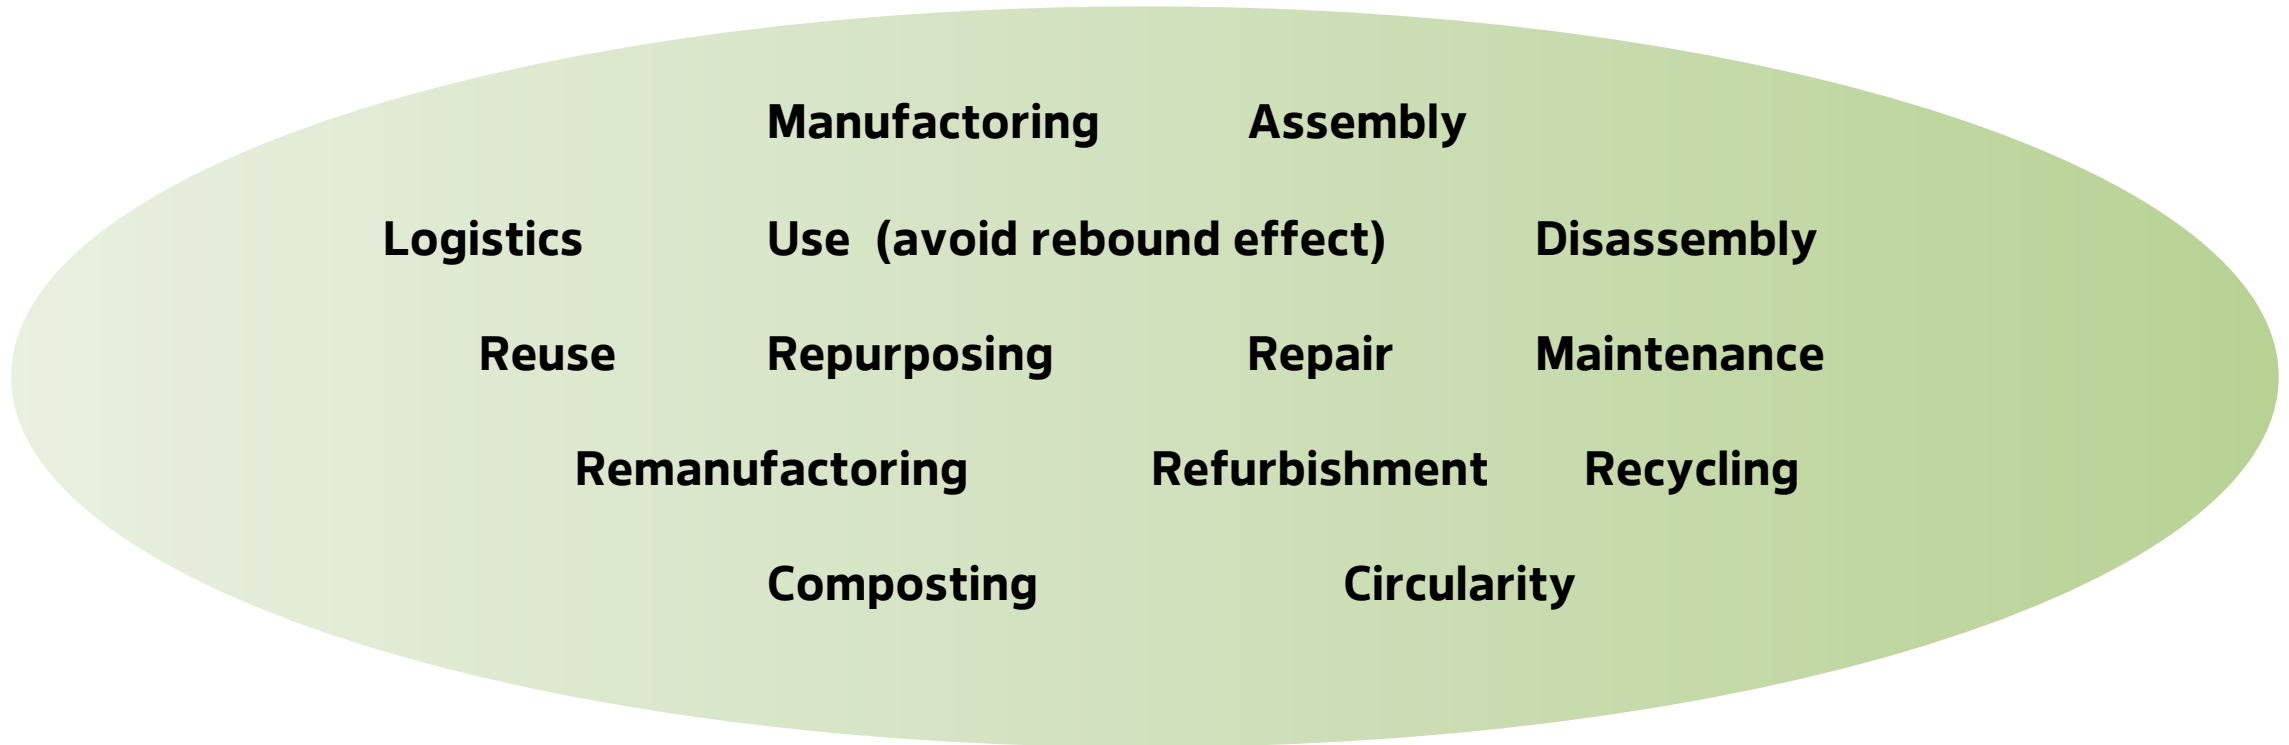 Manufactoring Assembly
Logistics Use (avoid rebound effect) Disassembly
Reuse Repurposing Repair Maintenance
Remanufactoring Refurbishment Recycling
Composting Circularity